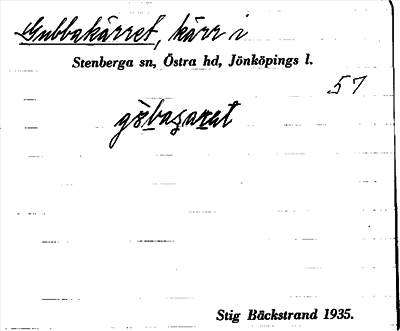 Gubbakärret, kärr i
Stenberga sn, Östra hd, Jönköpings l.
57
Stig Bäckstrand 1935.